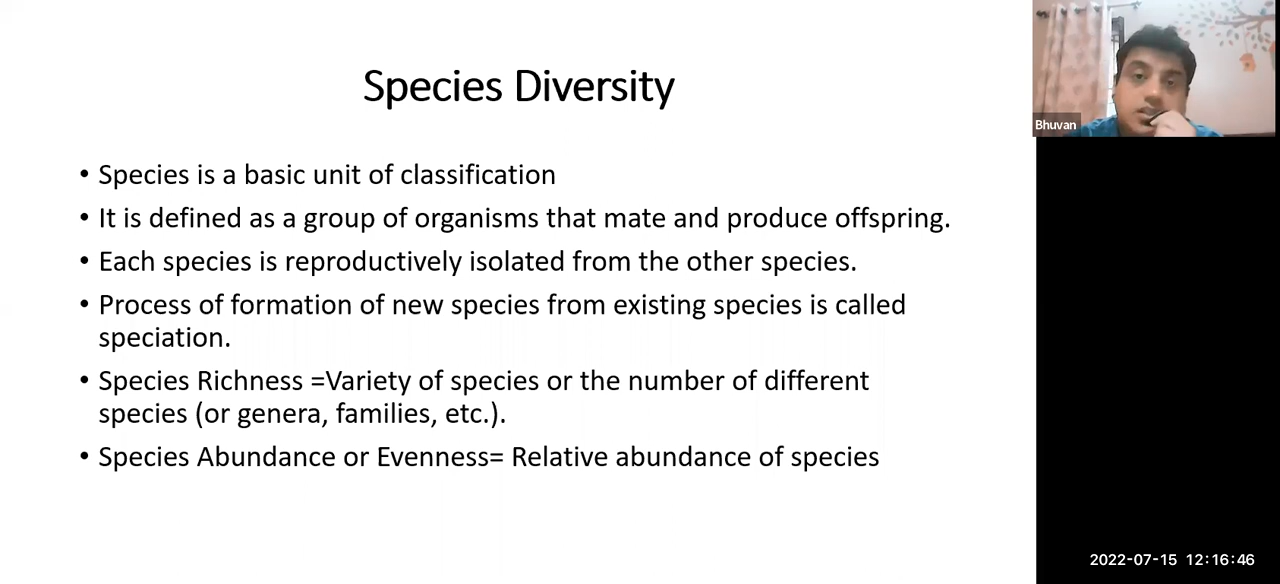 Species Diversity
• Species is a basic unit of classification
• It is defined as a group of organisms that mate and produce offspring.
• Each species is reproductively isolated from the other species.
• Process of formation of new species from existing species is called
speciation.
• Species Richness =Variety of species or the number of different
species (or genera, families, etc.).
• Species Abundance or Evenness= Relative abundance of species
Bhuvan
2022-07-15 12:16:46